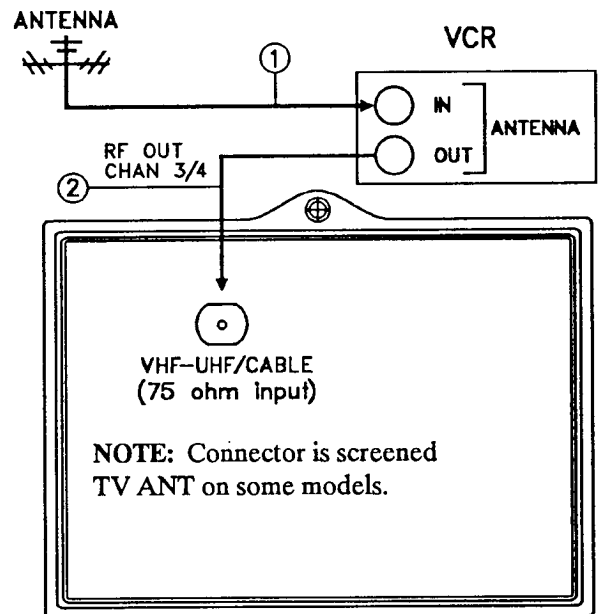 ANTENNA
VCR
1
IN
ANTENNA
OUT
RF OUT
CHAN 3/4
2
VHF-UHF/CABLE
(75 ohm input)
NOTE: Connector is screened
TV ANT on some models.